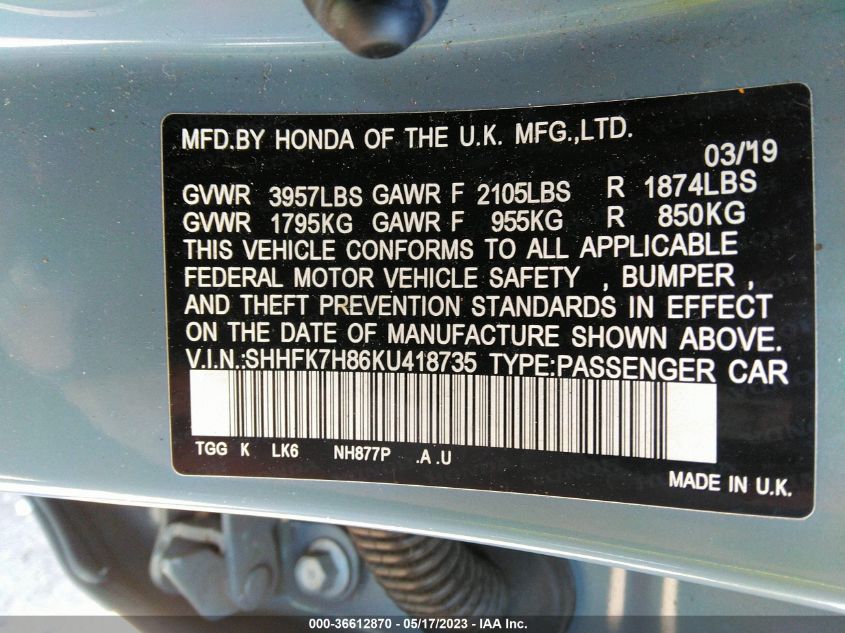 MFD.BY HONDA OF THE U.K. MFG.,LTD.
03/19
GVWR 3957LBS GAWR F 2105LBS R 1874LBS
GVWR 1795KG GAWR F 955KG R 850KG
THIS VEHICLE CONFORMS TO ALL APPLICABLE
FEDERAL MOTOR VEHICLE SAFETY , BUMPER ,
AND THEFT PREVENTION STANDARDS IN EFFECT
ON THE DATE OF MANUFACTURE SHOWN ABOVE.
V.I.N.:SHHFK7H86KU418735 TYPE:PASSENGER CAR
TGG K LK6 NH877P .A .U
MADE IN U.K.
000-36612870 — 05/17/2023 — IAA Inc.